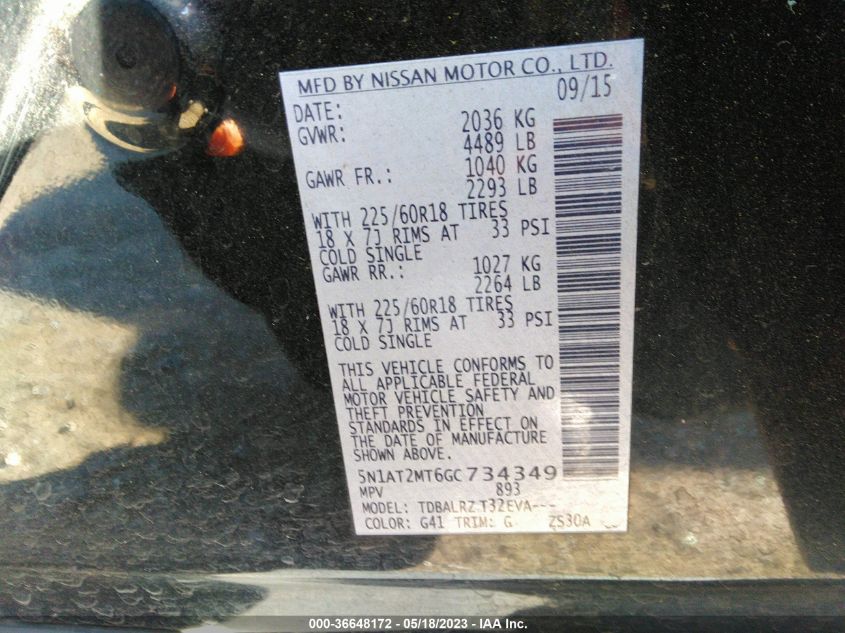 MFD BY NISSAN MOTOR CO., LTD.
DATE: 09/15
GVWR: 2036 KG
4489 LB
GAWR FR.: 1040 KG
2293 LB
WITH 225/60R18 TIRES
18 X 7J RIMS AT 33 PSI
COLD SINGLE
GAWR RR.: 1027 KG
2264 LB
WITH 225/60R18 TIRES
18 X 7J RIMS AT 33 PSI
COLD SINGLE
THIS VEHICLE CONFORMS TO
ALL APPLICABLE FEDERAL
MOTOR VEHICLE SAFETY AND
THEFT PREVENTION
STANDARDS IN EFFECT ON
THE DATE OF MANUFACTURE
SHOWN ABOVE.
5N1AT2MT6GC734349
MPV 893
MODEL: TDBALRZ T32EVA---
COLOR: G41 TRIM: G ZS30A
000-36648172 - 05/18/2023 - IAA Inc.